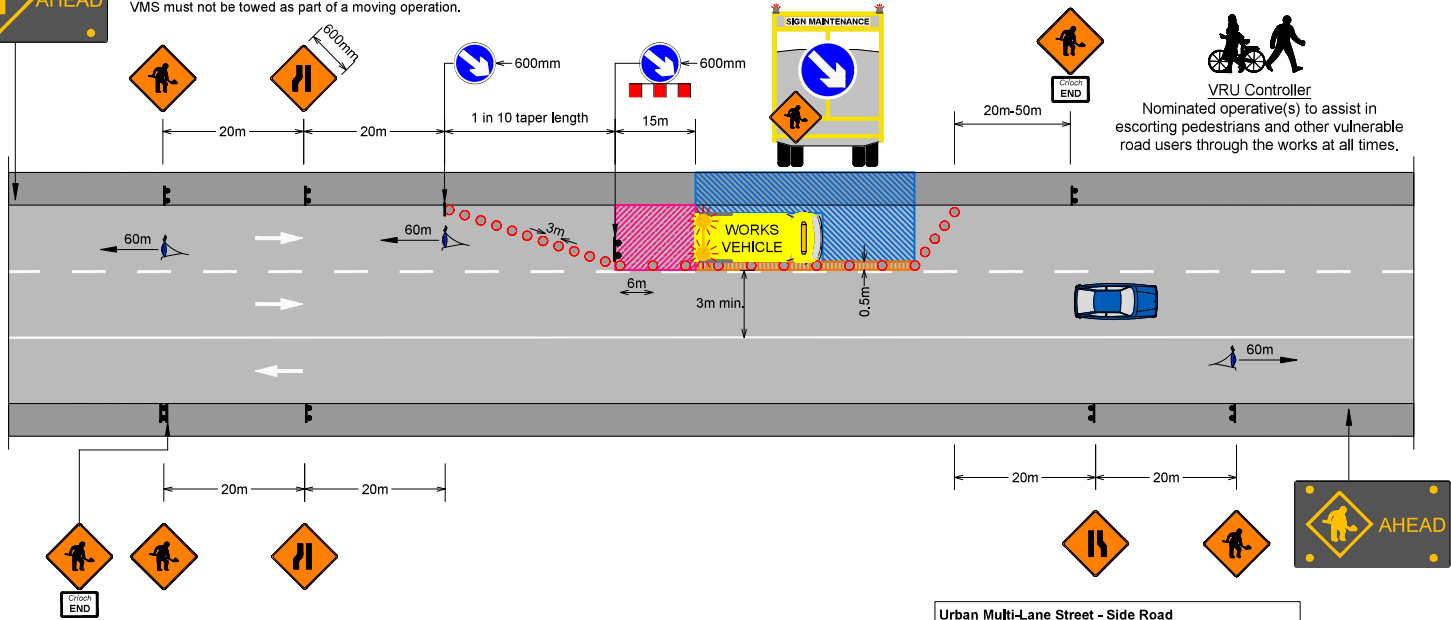 AHEAD
VMS must not be towed as part of a moving operation.
600mm
600mm
600mm
SIGN MAINTENANCE
Críoch
END
VRU Controller
Nominated operative(s) to assist in
escorting pedestrians and other vulnerable
road users through the works at all times.
20m
20m
1 in 10 taper length
15m
20m-50m
60m
60m
3m
WORKS
VEHICLE
6m
3m min.
0.5m
60m
20m
20m
20m
20m
AHEAD
Críoch
END
Urban Multi-Lane Street - Side Road